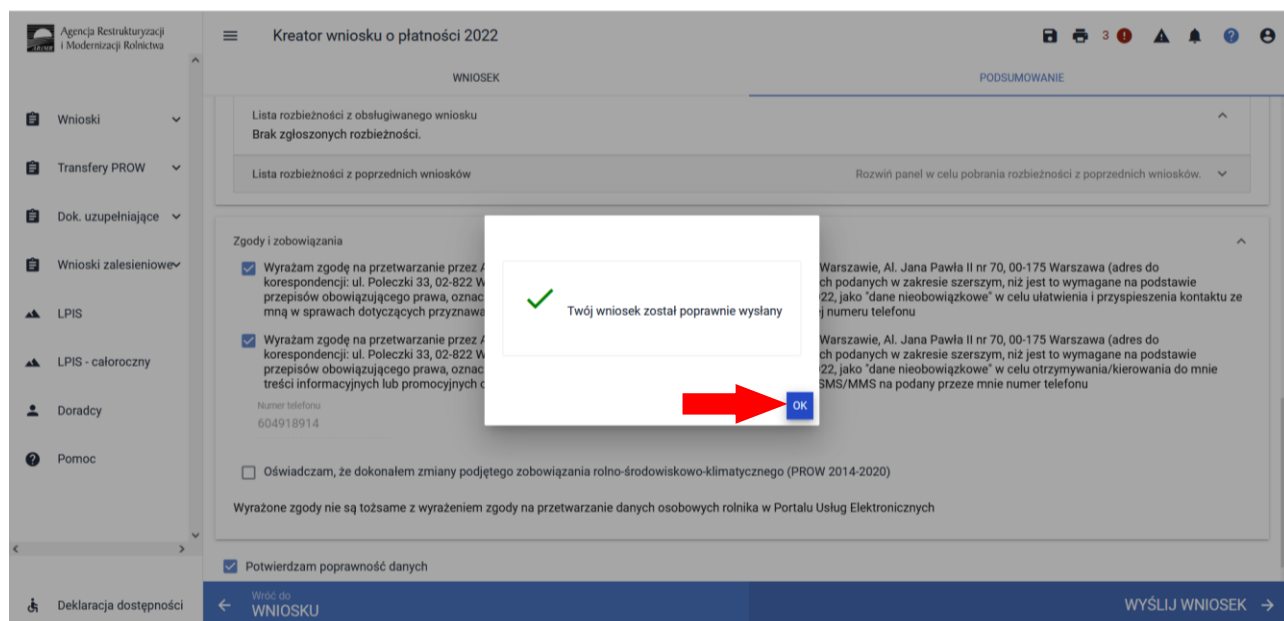 Agencja Restrukturyzacji
i Modernizacji Rolnictwa
Kreator wniosku o płatności 2022
3
WNIOSEK
PODSUMOWANIE
Wnioski
Transfery PROW
Dok. uzupełniające
Wnioski zalesieniowe
LPIS
LPIS - całoroczny
Doradcy
Pomoc
Deklaracja dostępności
Lista rozbieżności z obsługiwanego wniosku
Brak zgłoszonych rozbieżności.
Lista rozbieżności z poprzednich wniosków
Rozwiń panel w celu pobrania rozbieżności z poprzednich wniosków.
Zgody i zobowiązania
Wyrażam zgodę na przetwarzanie przez Warszawie, Al. Jana Pawła II nr 70, 00-175 Warszawa (adres do
korespondencji: ul. Poleczki 33, 02-822 W ch podanych w zakresie szerszym, niż jest to wymagane na podstawie
przepisów obowiązującego prawa, oznac 22, jako "dane nieobowiązkowe" w celu ułatwienia i przyspieszenia kontaktu ze
mną w sprawach dotyczących przyznawa j numeru telefonu
Wyrażam zgodę na przetwarzanie przez Warszawie, Al. Jana Pawła II nr 70, 00-175 Warszawa (adres do
korespondencji: ul. Poleczki 33, 02-822 W ch podanych w zakresie szerszym, niż jest to wymagane na podstawie
przepisów obowiązującego prawa, oznac 22, jako "dane nieobowiązkowe" w celu otrzymywania/kierowania do mnie
treści informacyjnych lub promocyjnych SMS/MMS na podany przeze mnie numer telefonu
Numer telefonu
604918914
Twój wniosek został poprawnie wysłany
OK
Oświadczam, że dokonałem zmiany podjętego zobowiązania rolno-środowiskowo-klimatycznego (PROW 2014-2020)
Wyrażone zgody nie są tożsame z wyrażeniem zgody na przetwarzanie danych osobowych rolnika w Portalu Usług Elektronicznych
Potwierdzam poprawność danych
Wróć do
WNIOSKU
WYŚLIJ WNIOSEK